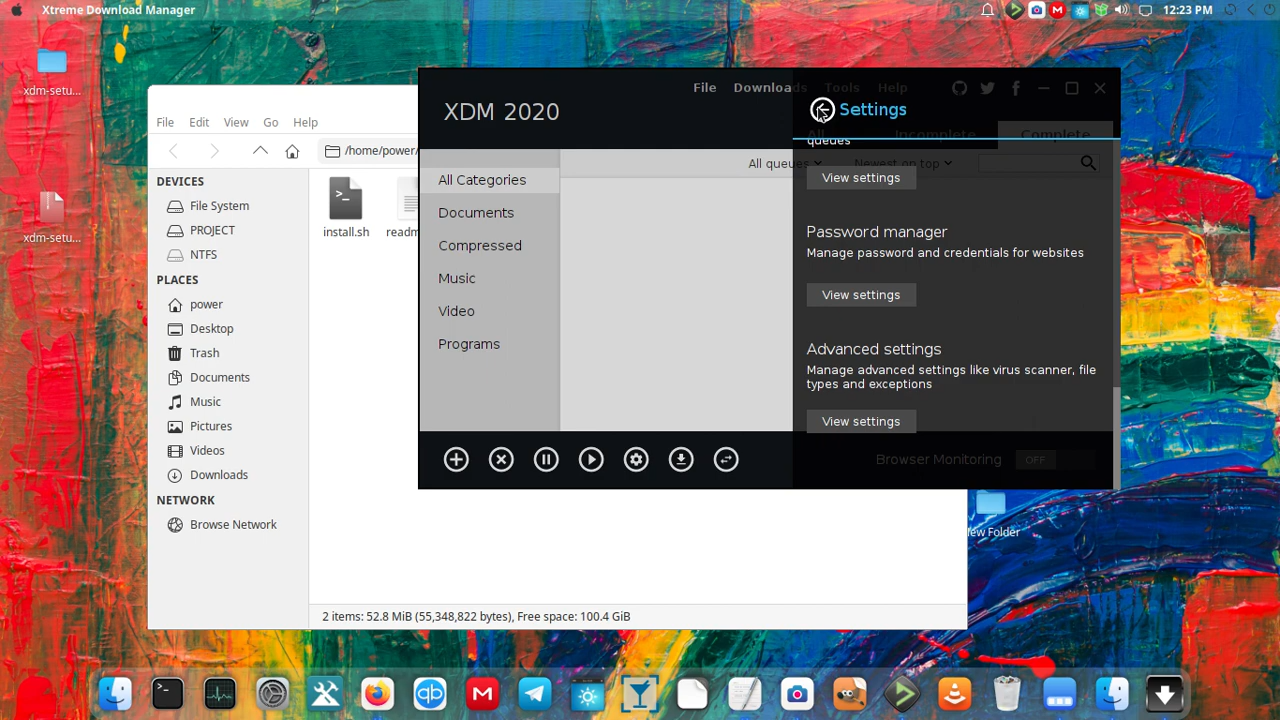 Xtreme Download Manager
12:23 PM
xdm-setu...
xdm-setu...
File Edit View Go Help
/home/power/
DEVICES
File System
PROJECT
NTFS
PLACES
power
Desktop
Trash
Documents
Music
Pictures
Videos
Downloads
NETWORK
Browse Network
install.sh
readm
2 items: 52.8 MiB (55,348,822 bytes), Free space: 100.4 GiB
File Downloads Tools Help
XDM 2020
All Incomplete Complete
All queues Newest on top
All Categories
Documents
Compressed
Music
Video
Programs
Settings
queues
View settings
Password manager
Manage password and credentials for websites
View settings
Advanced settings
Manage advanced settings like virus scanner, file
types and exceptions
View settings
Browser Monitoring OFF
ew Folder